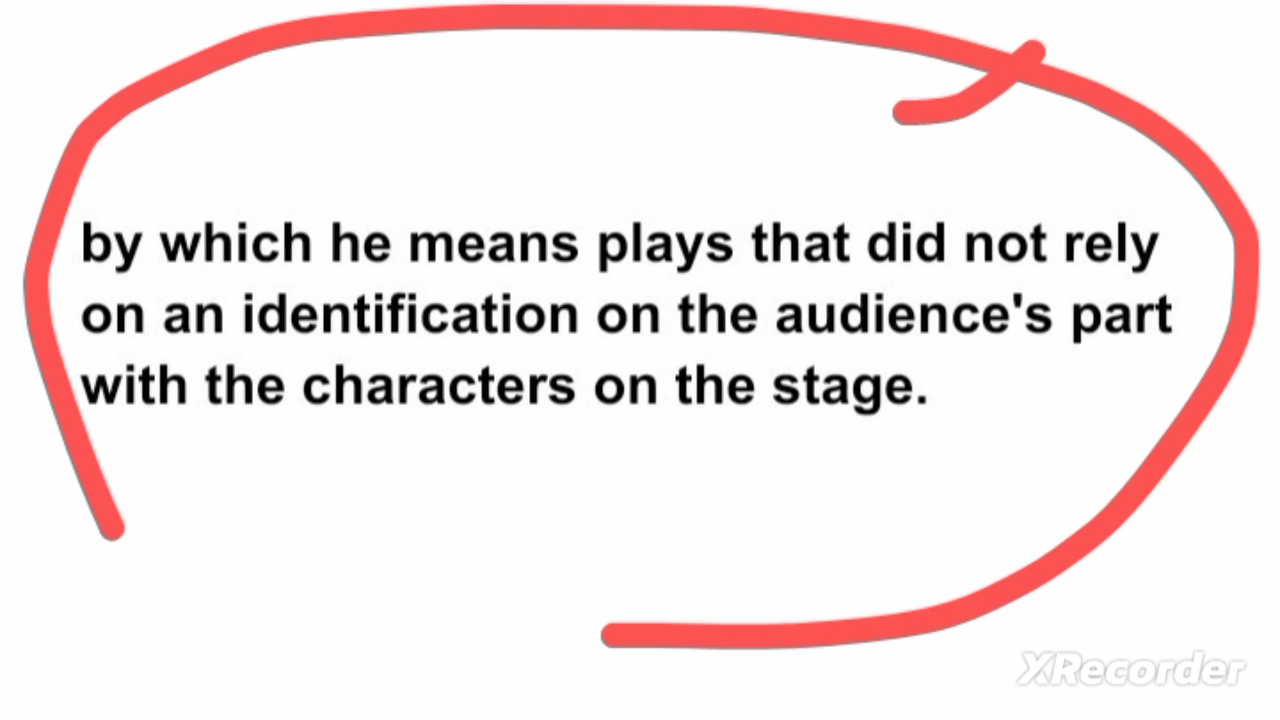 by which he means plays that did not rely
on an identification on the audience's part
with the characters on the stage.
XRecorder